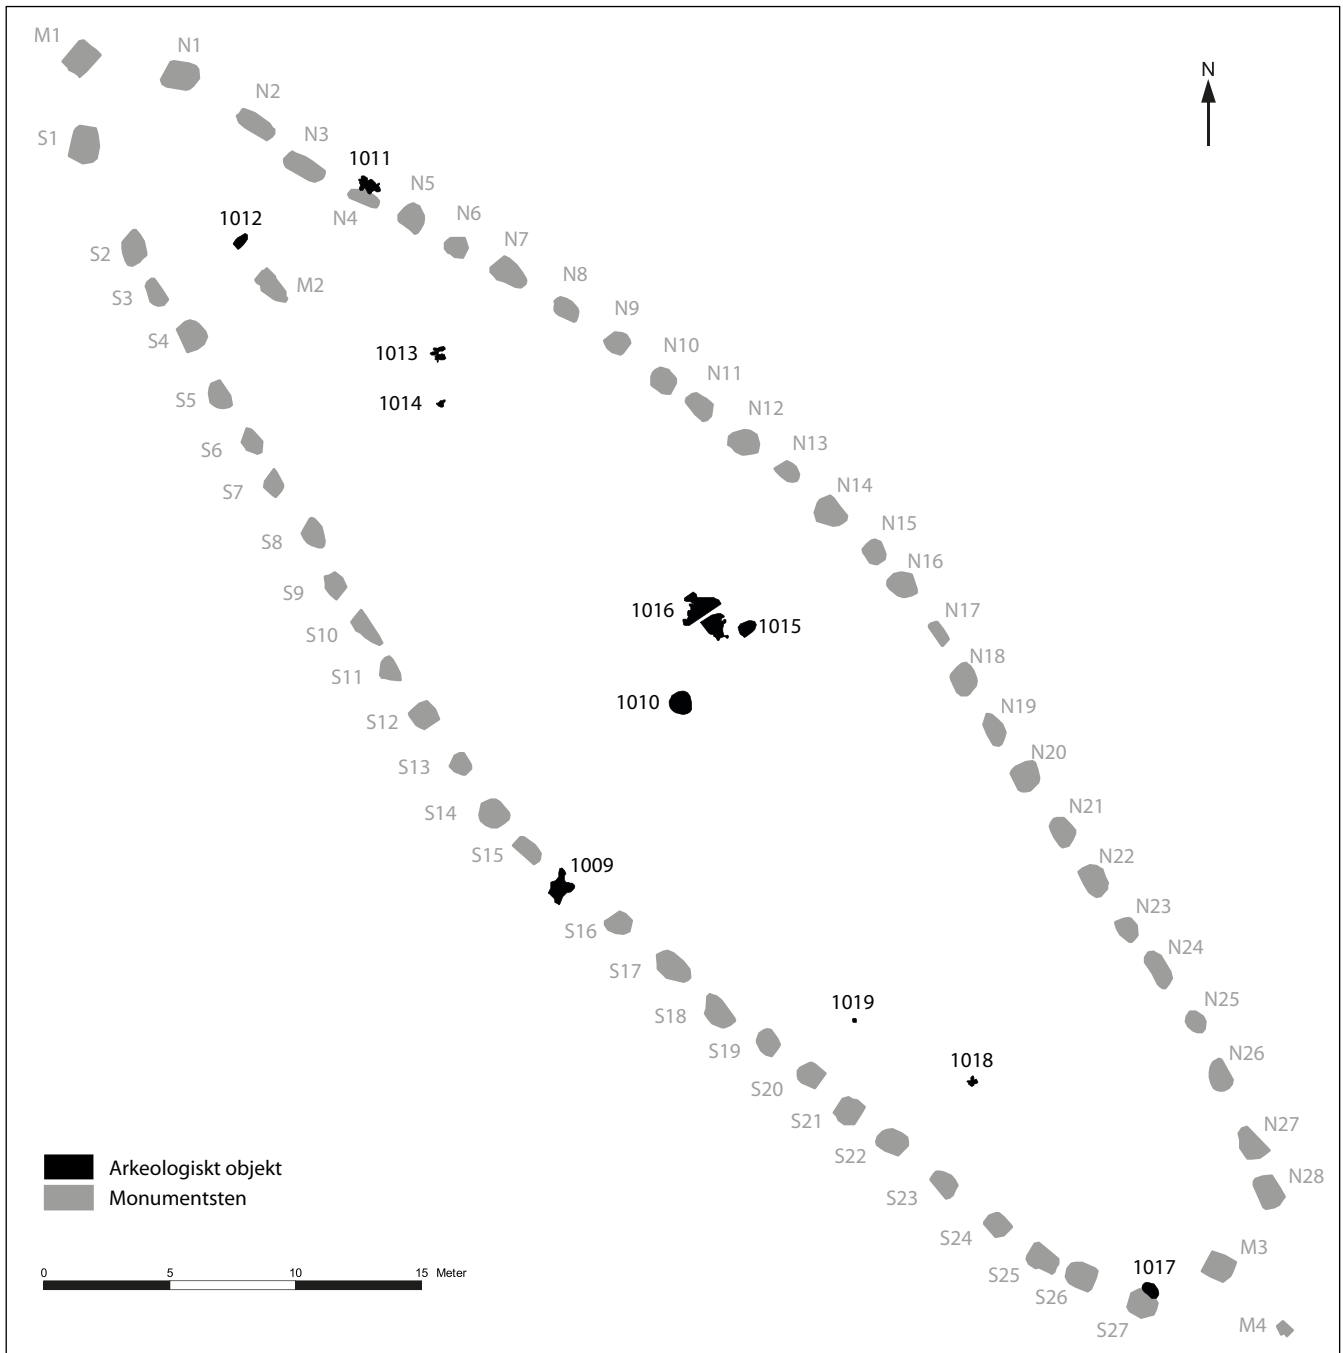 M1
N1
N
N2
N3
S1
1011
N5
N4
N6
1012
S2
N7
M2
N8
S3
N9
S4
N10
1013
N11
S5
1014
N12
N13
S6
N14
S7
N15
S8
N16
S9
1016
N17
1015
S10
N18
S11
1010
N19
S12
N20
S13
N21
S14
S15
N22
1009
N23
S16
N24
S17
N25
1019
S18
S19
N26
1018
S20
S21
N27
S22
Arkeologiskt objekt
N28
Monumentsten
S23
S24
M3
1017
0 5 10 15 Meter
S25
S26
M4
S27